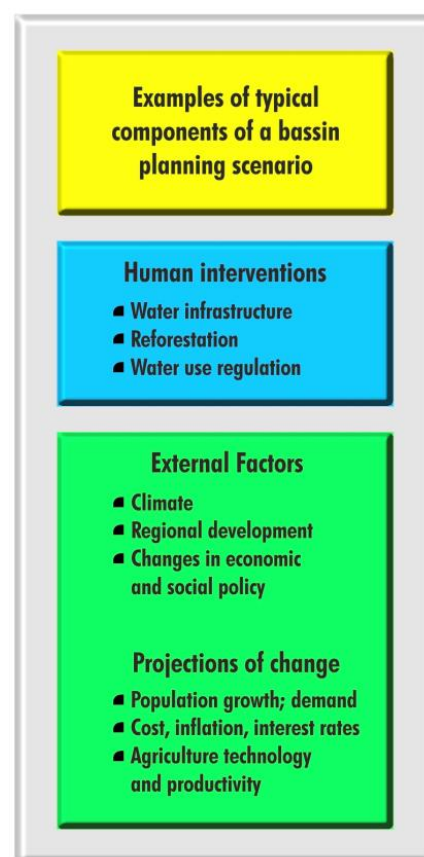 Examples of typical
components of a bassin
planning scenario
Human interventions
Water infrastructure
Reforestation
Water use regulation
External Factors
Climate
Regional development
Changes in economic
and social policy
Projections of change
Population growth; demand
Cost, inflation, interest rates
Agriculture technology
and productivity